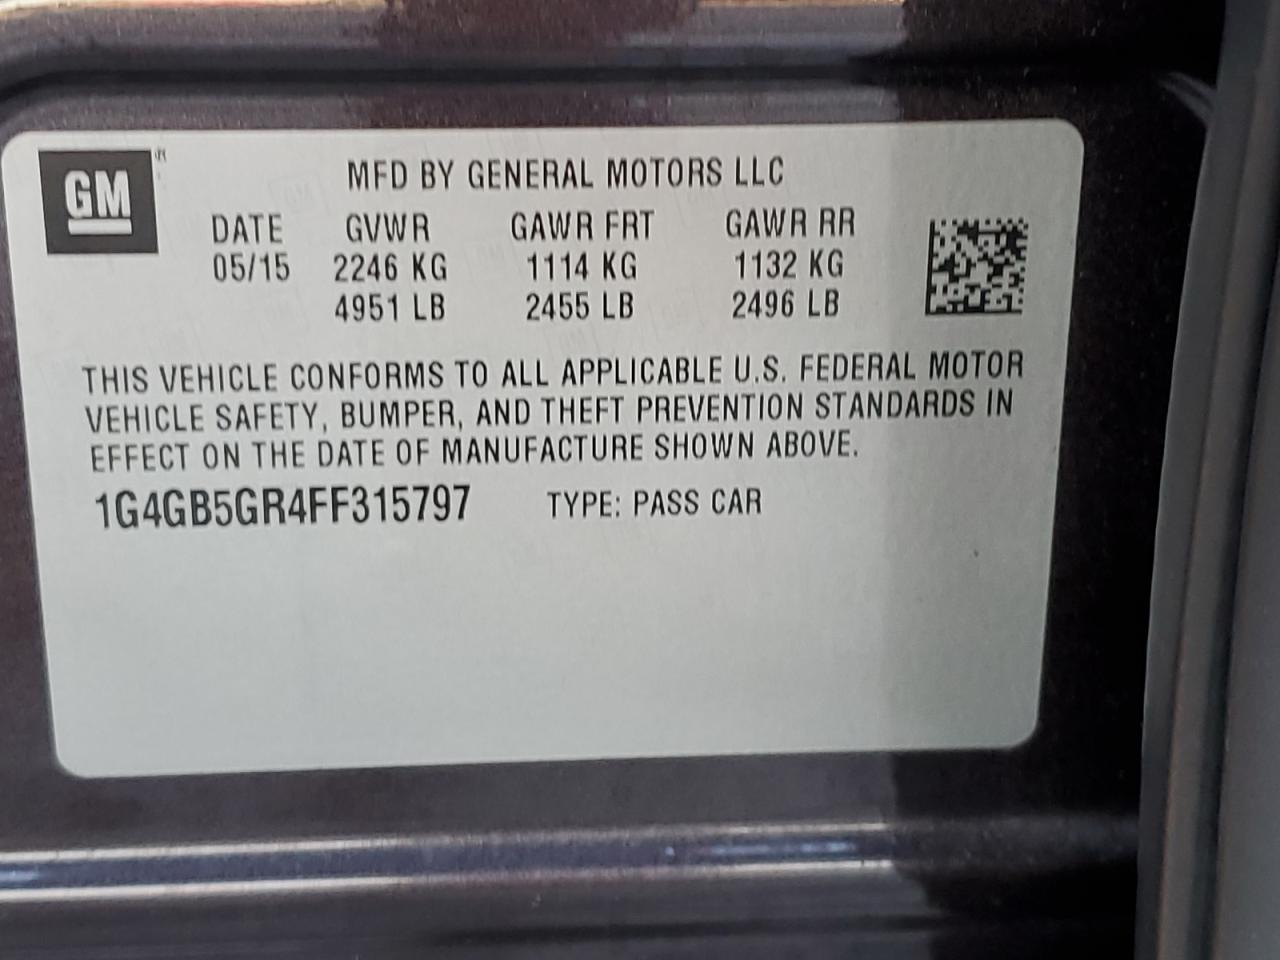 GM
MFD BY GENERAL MOTORS LLC
DATE GVWR GAWR FRT GAWR RR
05/15 2246 KG 1114 KG 1132 KG
4951 LB 2455 LB 2496 LB
THIS VEHICLE CONFORMS TO ALL APPLICABLE U.S. FEDERAL MOTOR
VEHICLE SAFETY, BUMPER, AND THEFT PREVENTION STANDARDS IN
EFFECT ON THE DATE OF MANUFACTURE SHOWN ABOVE.
1G4GB5GR4FF315797 TYPE: PASS CAR